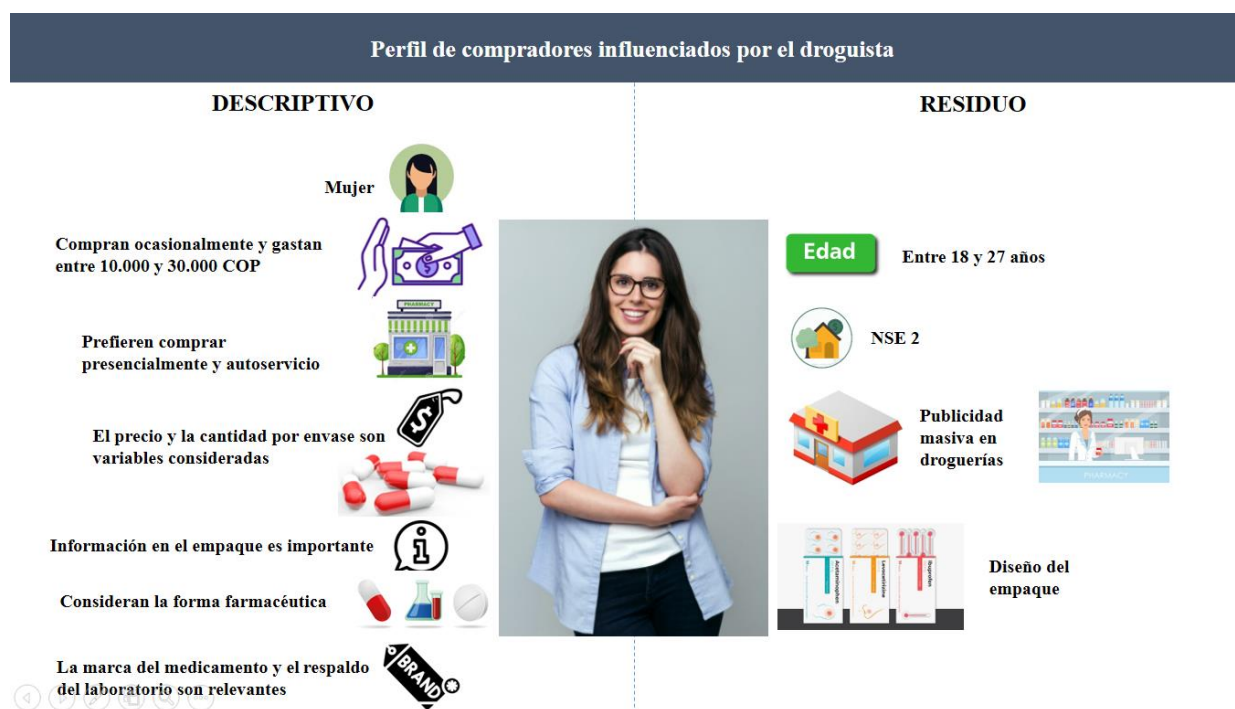 Perfil de compradores influenciados por el droguista
DESCRIPTIVO
Mujer
Compran ocasionalmente y gastan
entre 10.000 y 30.000 COP
PHARMACY
Prefieren comprar
presencialmente y autoservicio
$
El precio y la cantidad por envase son
variables consideradas
Información en el empaque es importante
i
Consideran la forma farmacéutica
La marca del medicamento y el respaldo
del laboratorio son relevantes
BRAND
RESIDUO
Edad
Entre 18 y 27 años
NSE 2
Publicidad
masiva en
droguerías
PHARMACY
Acetaminophen
Levocetirizine
Ibuprofen
Diseño del
empaque